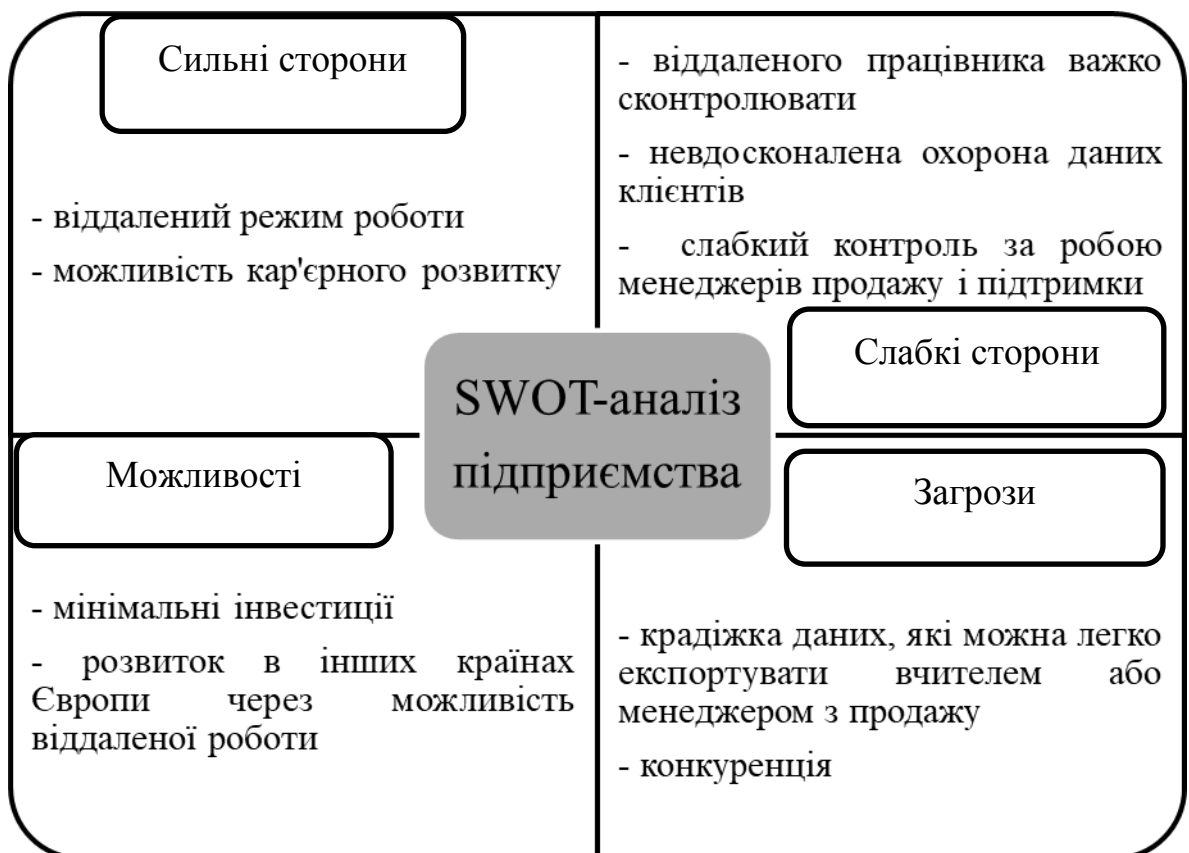 Сильні сторони
- віддалений режим роботи
- можливість кар'єрного розвитку
- віддаленого працівника важко
сконтролювати
- невдосконалена охорона даних
клієнтів
- слабкий контроль за робою
менеджерів продажу і підтримки
Слабкі сторони
SWOT-аналіз
підприємства
Можливості
- мінімальні інвестиції
- розвиток в інших країнах
Європи через можливість
віддаленої роботи
Загрози
- крадіжка даних, які можна легко
експортувати вчителем або
менеджером з продажу
- конкуренція